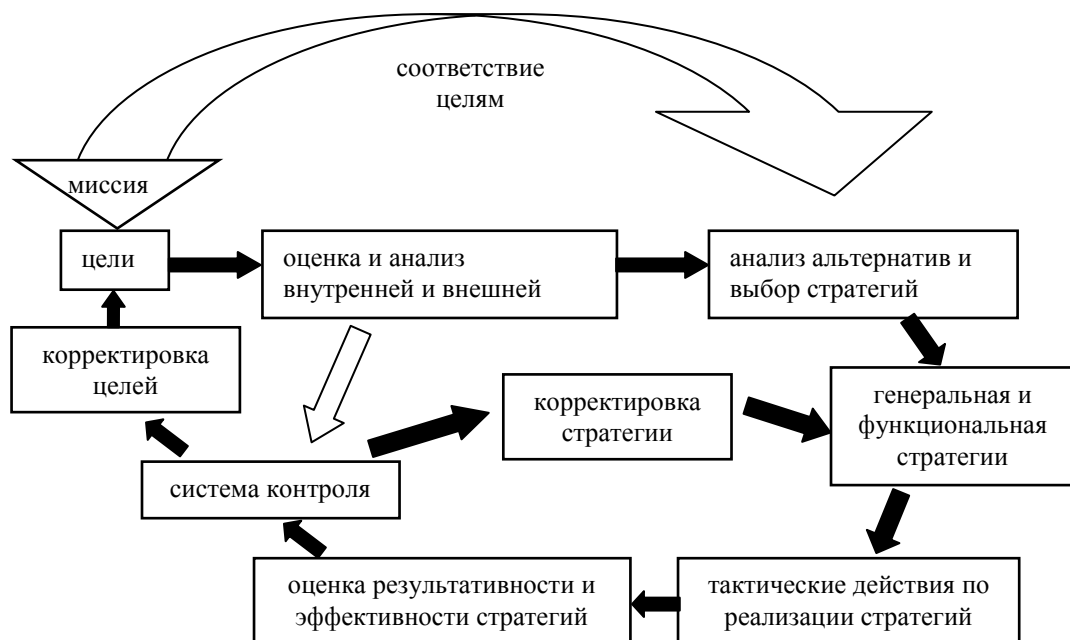 соответствие
целям
миссия
цели
оценка и анализ
внутренней и внешней
анализ альтернатив и
выбор стратегий
корректировка
целей
корректировка
стратегии
генеральная и
функциональная
стратегии
система контроля
оценка результативности и
эффективности стратегий
тактические действия по
реализации стратегий